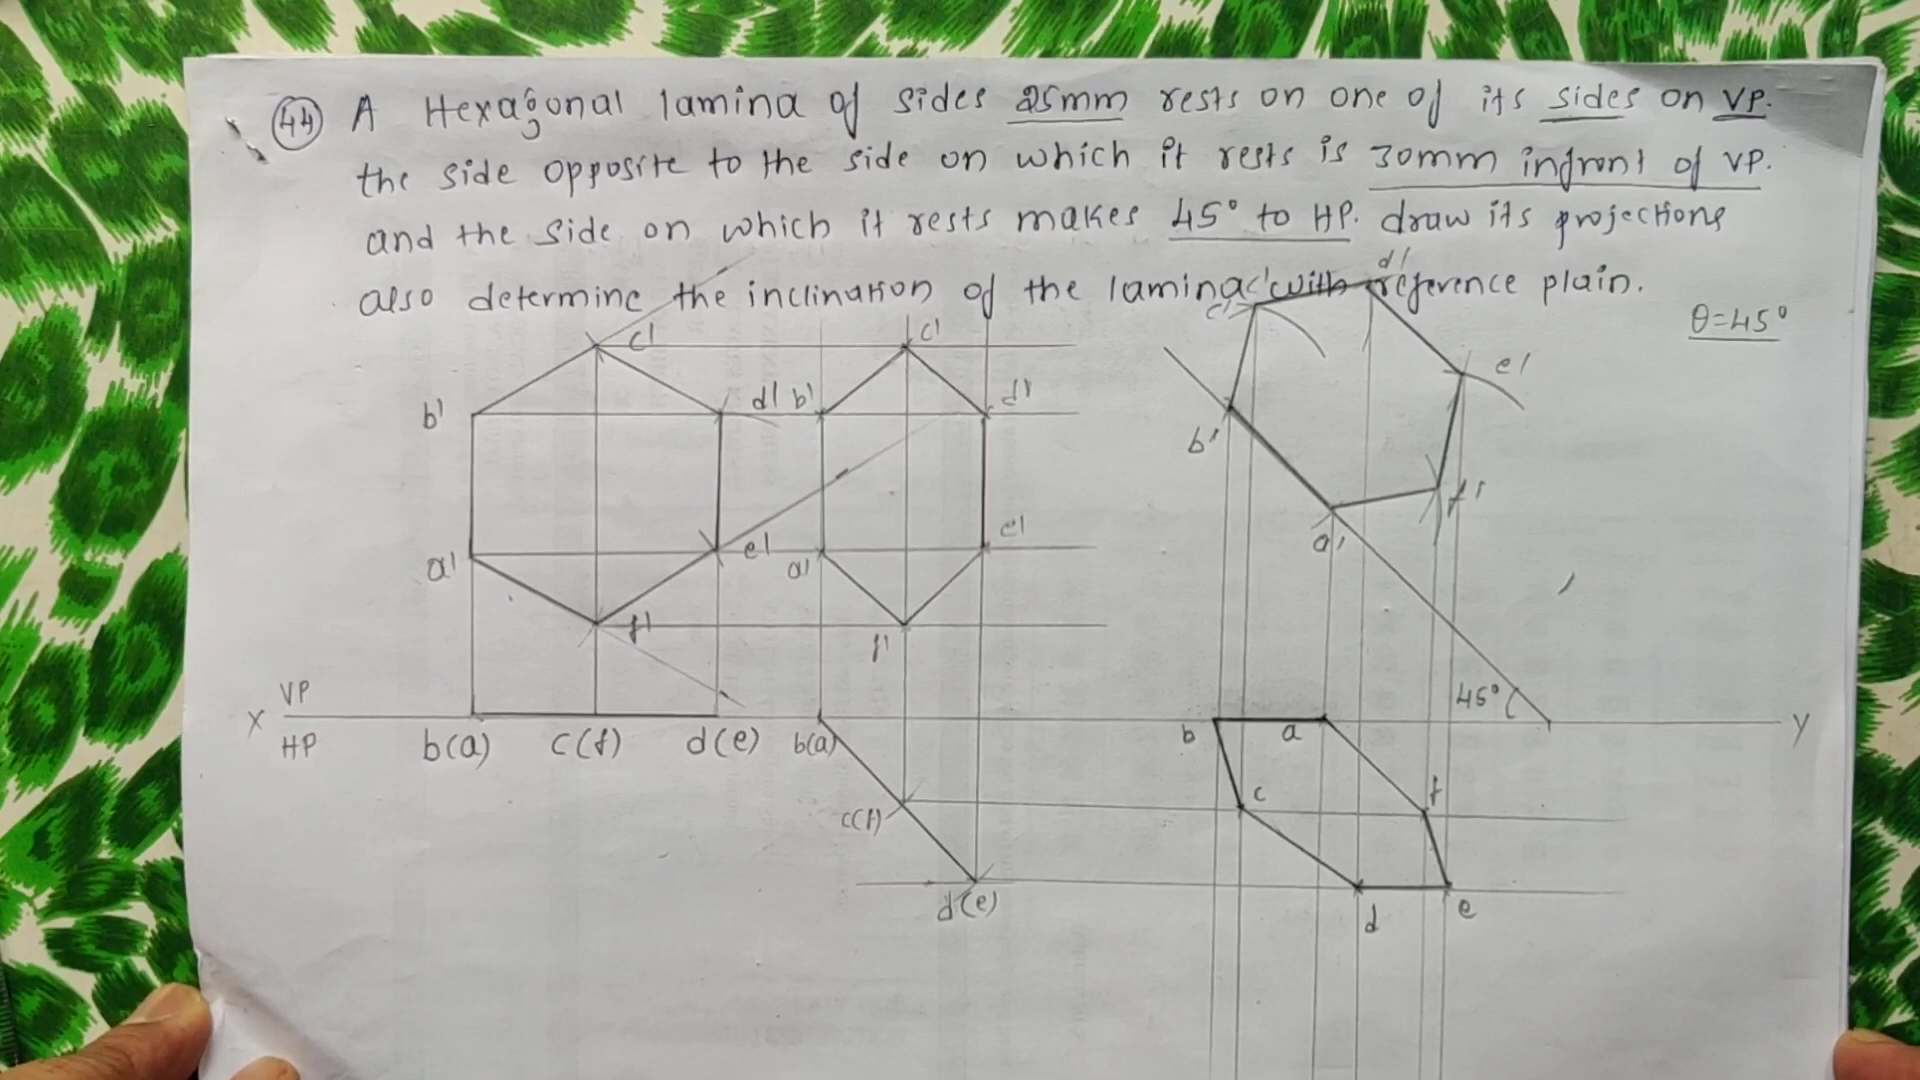 44 A Hexagonal lamina of sides 25mm rests on one of its sides on VP.
the side opposite to the side on which it rests is 30mm infront of VP.
and the side on which it rests makes 45° to HP. draw its projections
also determine the inclination of the lamina with reference plain.
θ=45°
c' d'
c' c' e'
b' d' b' d'
b' f'
a' e' a' e' a'
f' f'
VP
X Y
HP
45°
b(a) c(f) d(e) b(a) b a
c(f) c f
d(e) d e